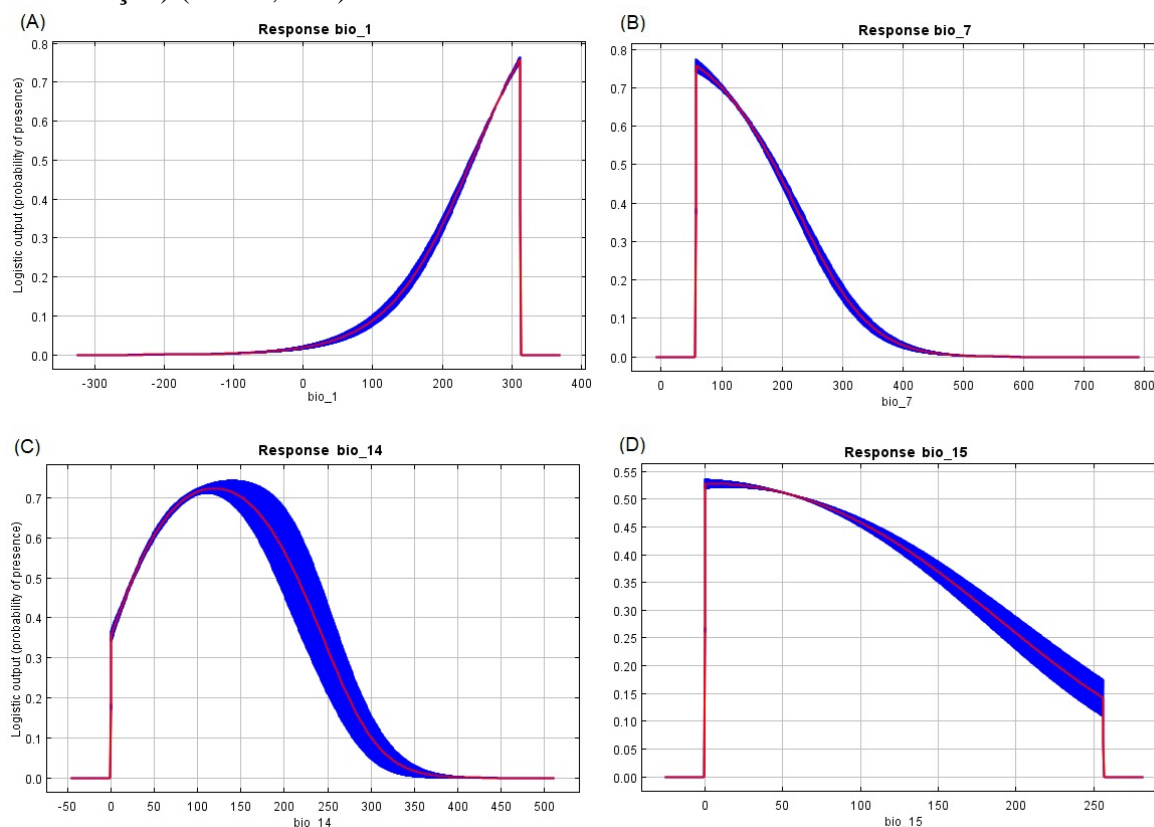 (A)
Response bio_1
Logistic output (probability of presence)
0.8
0.7
0.6
0.5
0.4
0.3
0.2
0.1
0.0
-300 -200 -100 0 100 200 300 400
bio_1
(B)
Response bio_7
0.8
0.7
0.6
0.5
0.4
0.3
0.2
0.1
0.0
0 100 200 300 400 500 600 700 800
bio_7
(C)
Response bio_14
Logistic output (probability of presence)
0.7
0.6
0.5
0.4
0.3
0.2
0.1
0.0
-50 0 50 100 150 200 250 300 350 400 450 500
bio_14
(D)
Response bio_15
0.55
0.50
0.45
0.40
0.35
0.30
0.25
0.20
0.15
0.10
0.05
0.00
0 50 100 150 200 250
bio_15